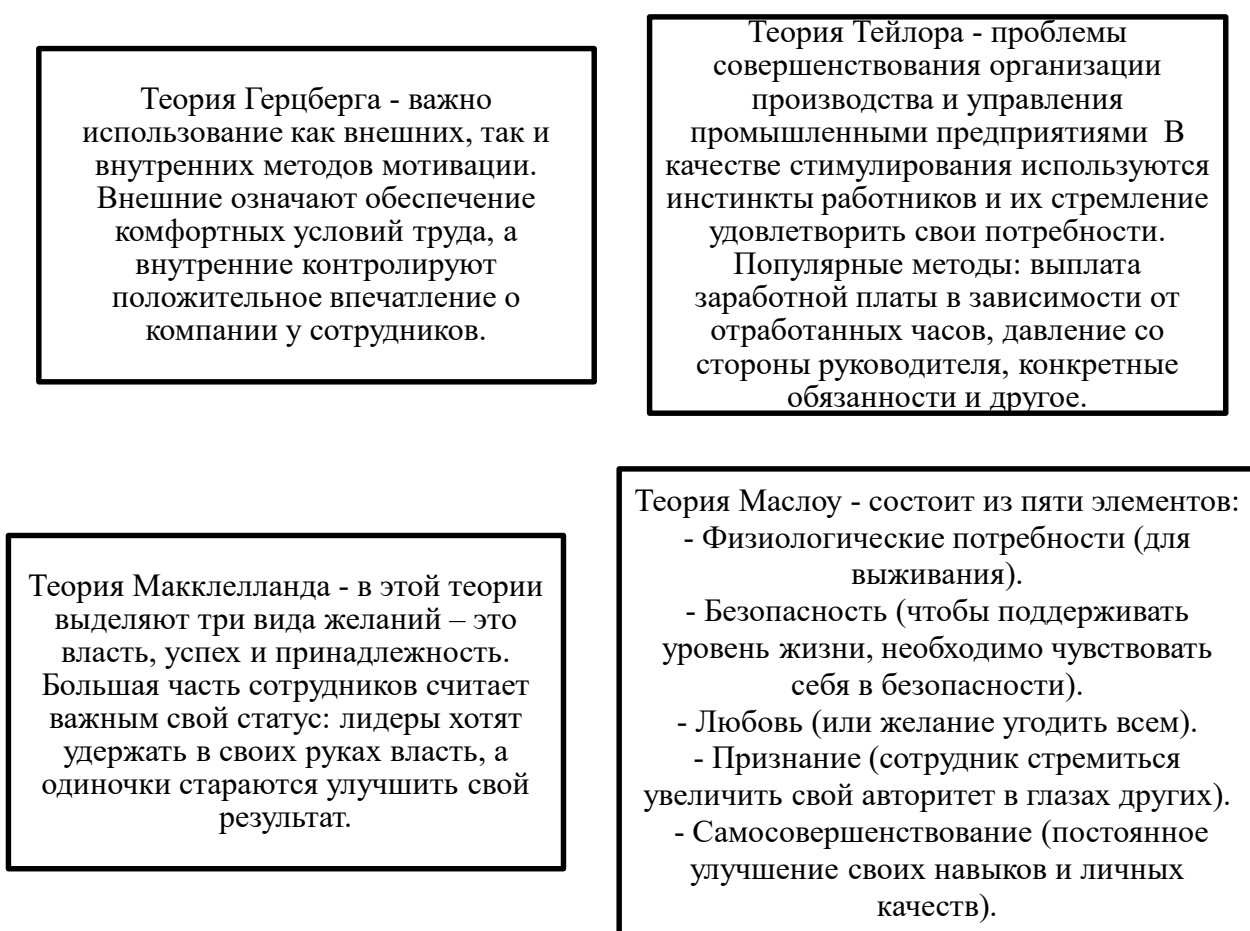 Теория Герцберга - важно
использование как внешних, так и
внутренних методов мотивации.
Внешние означают обеспечение
комфортных условий труда, а
внутренние контролируют
положительное впечатление о
компании у сотрудников.
Теория Тейлора - проблемы
совершенствования организации
производства и управления
промышленными предприятиями  В
качестве стимулирования используются
инстинкты работников и их стремление
удовлетворить свои потребности.
Популярные методы: выплата
заработной платы в зависимости от
отработанных часов, давление со
стороны руководителя, конкретные
обязанности и другое.
Теория Макклелланда - в этой теории
выделяют три вида желаний – это
власть, успех и принадлежность.
Большая часть сотрудников считает
важным свой статус: лидеры хотят
удержать в своих руках власть, а
одиночки стараются улучшить свой
результат.
Теория Маслоу - состоит из пяти элементов:
- Физиологические потребности (для
выживания).
- Безопасность (чтобы поддерживать
уровень жизни, необходимо чувствовать
себя в безопасности).
- Любовь (или желание угодить всем).
- Признание (сотрудник стремиться
увеличить свой авторитет в глазах других).
- Самосовершенствование (постоянное
улучшение своих навыков и личных
качеств).